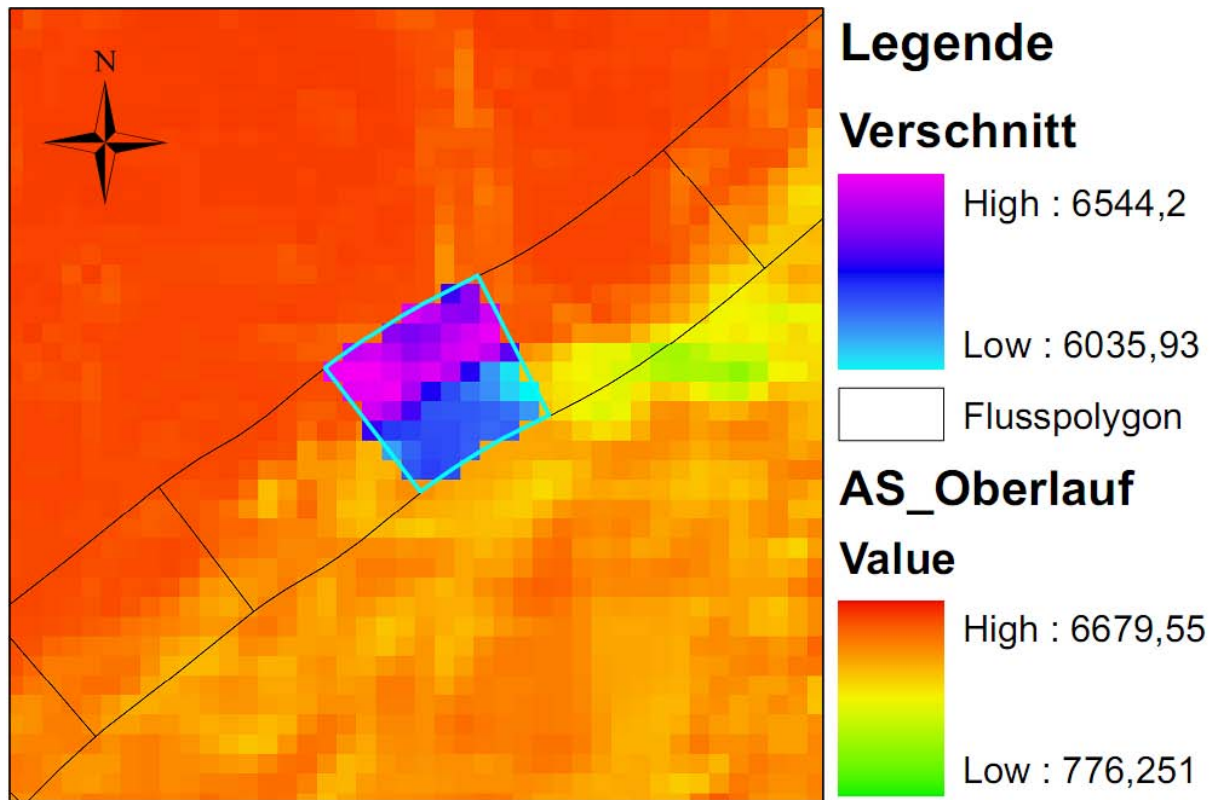 N
Legende
Verschnitt
High : 6544,2
Low : 6035,93
Flusspolygon
AS_Oberlauf
Value
High : 6679,55
Low : 776,251